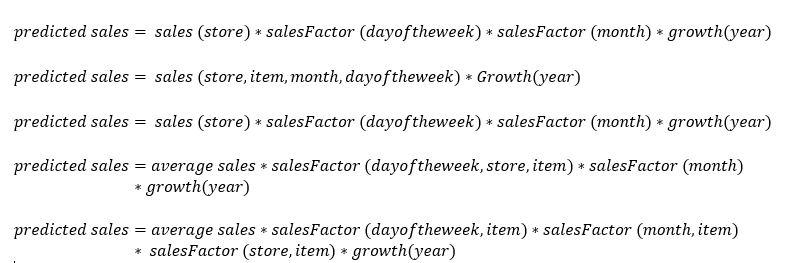 predicted sales = sales (store) * salesFactor (dayoftheweek) * salesFactor (month) * growth(year)
predicted sales = sales (store, item, month, dayoftheweek) * Growth(year)
predicted sales = sales (store) * salesFactor (dayoftheweek) * salesFactor (month) * growth(year)
predicted sales = average sales * salesFactor (dayoftheweek, store, item) * salesFactor (month)
* growth(year)
predicted sales = average sales * salesFactor (dayoftheweek, item) * salesFactor (month, item)
* salesFactor (store, item) * growth(year)